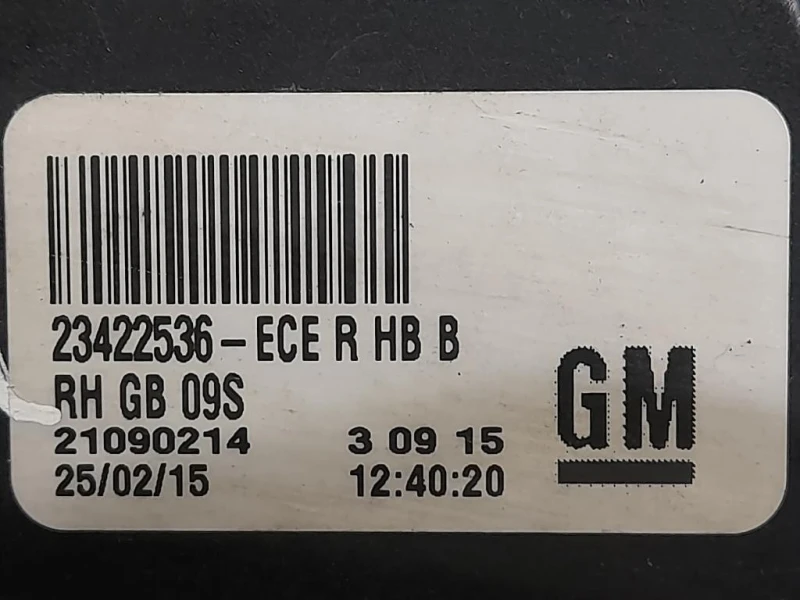 23422536-ECE R HB B
RH GB 09S
21090214 3 09 15
25/02/15 12:40:20
GM